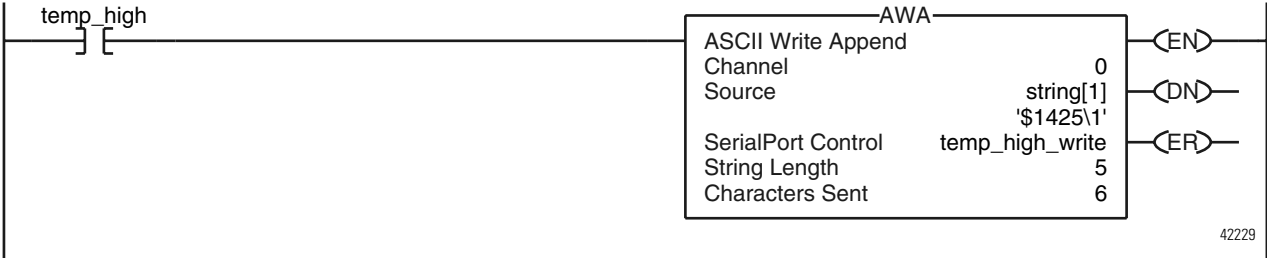 temp_high
AWA
ASCII Write Append
Channel 0
Source string[1]
'$1425\1'
SerialPort Control temp_high_write
String Length 5
Characters Sent 6
EN
DN
ER
42229